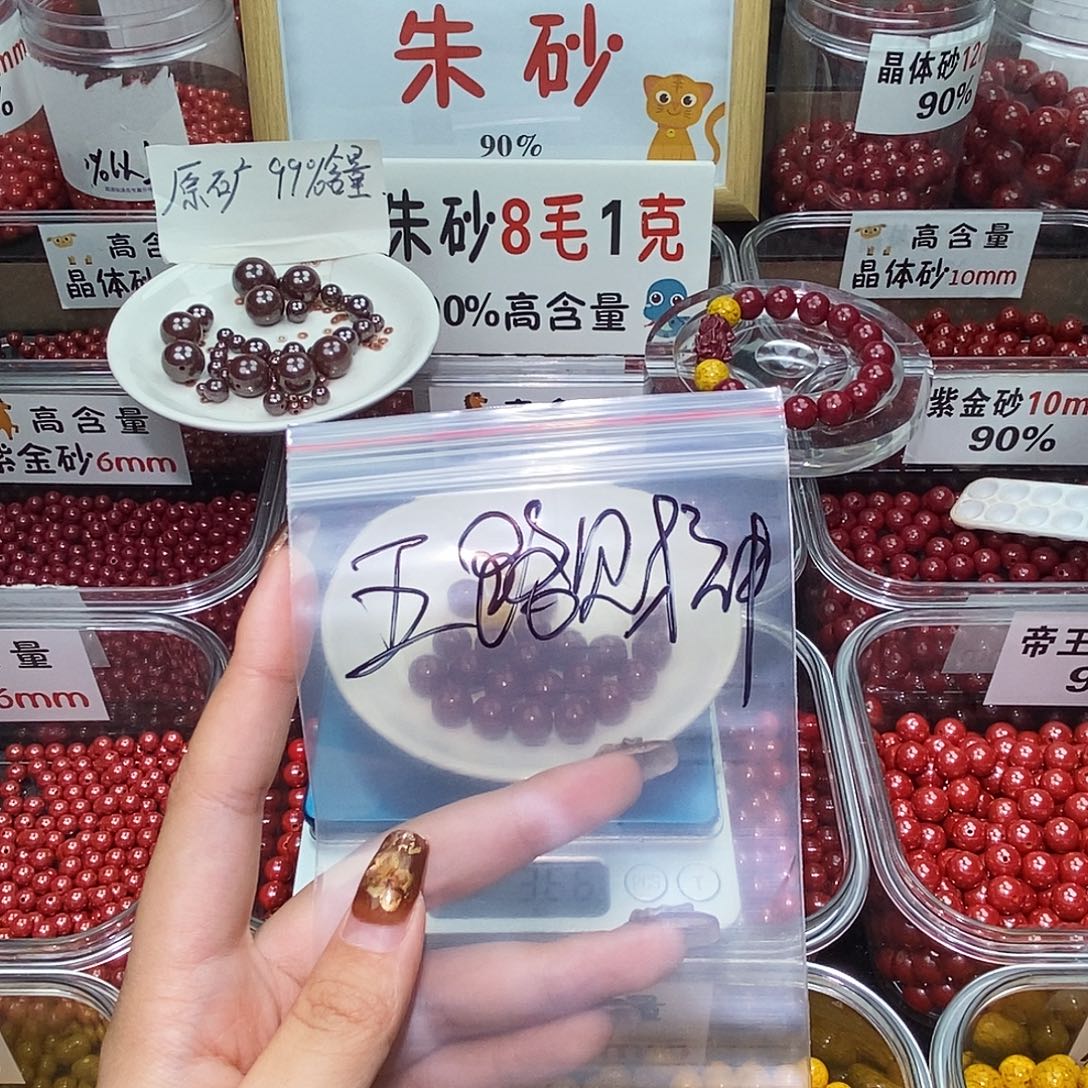 朱砂
90%
晶体砂12
90%
%以上
原矿 99%含量
朱砂8毛1克
0%高含量
高含
晶体砂
高含量
晶体砂10mm
高含量
紫金砂6mm
紫金砂10m
90%
五路财神
量
6mm
帝王
9